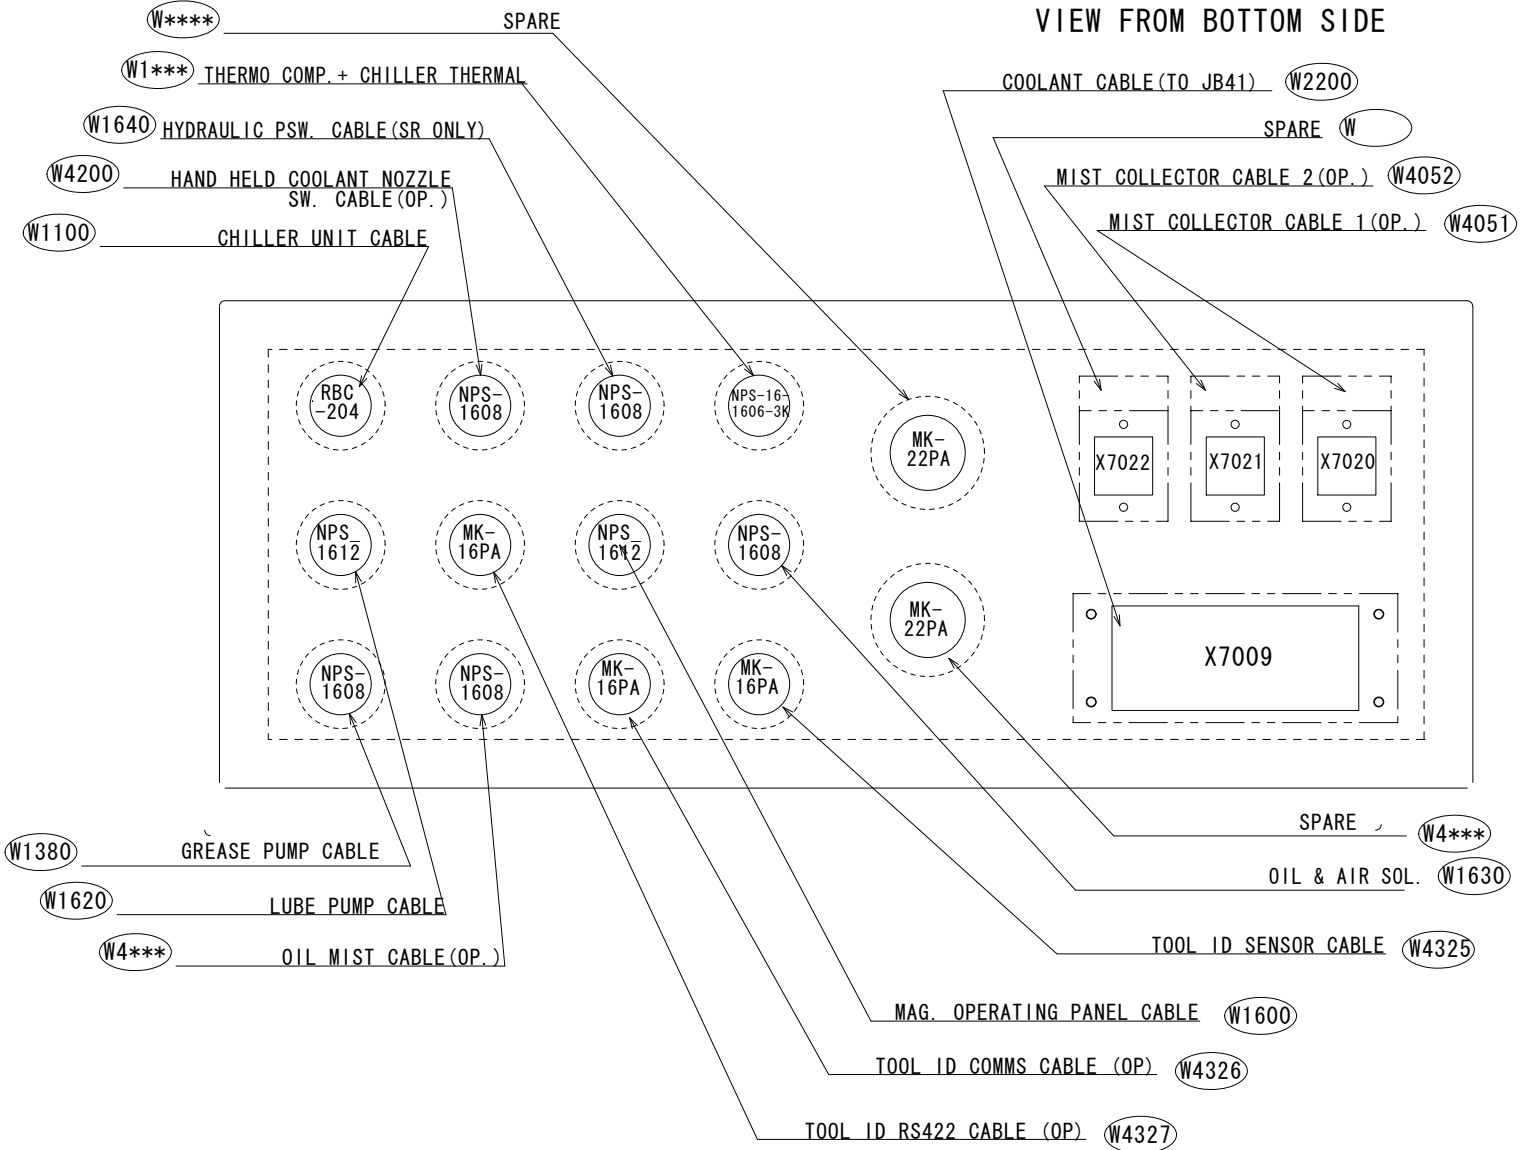 W**** SPARE
VIEW FROM BOTTOM SIDE
W1*** THERMO COMP.+ CHILLER THERMAL
COOLANT CABLE(TO JB41) W2200
W1640 HYDRAULIC PSW. CABLE(SR ONLY)
SPARE W
W4200 HAND HELD COOLANT NOZZLE
SW. CABLE(OP.)
MIST COLLECTOR CABLE 2(OP.) W4052
MIST COLLECTOR CABLE 1(OP.) W4051
W1100 CHILLER UNIT CABLE
RBC
-204
NPS-
1608
NPS-
1608
NPS-16-
1606-3K
MK-
22PA
X7022
X7021
X7020
NPS_
1612
MK-
16PA
NPS_
1612
NPS-
1608
MK-
22PA
X7009
NPS-
1608
NPS-
1608
MK-
16PA
MK-
16PA
SPARE W4***
W1380 GREASE PUMP CABLE
OIL & AIR SOL. W1630
W1620 LUBE PUMP CABLE
W4*** OIL MIST CABLE(OP.)
TOOL ID SENSOR CABLE W4325
MAG. OPERATING PANEL CABLE W1600
TOOL ID COMMS CABLE (OP) W4326
TOOL ID RS422 CABLE (OP) W4327